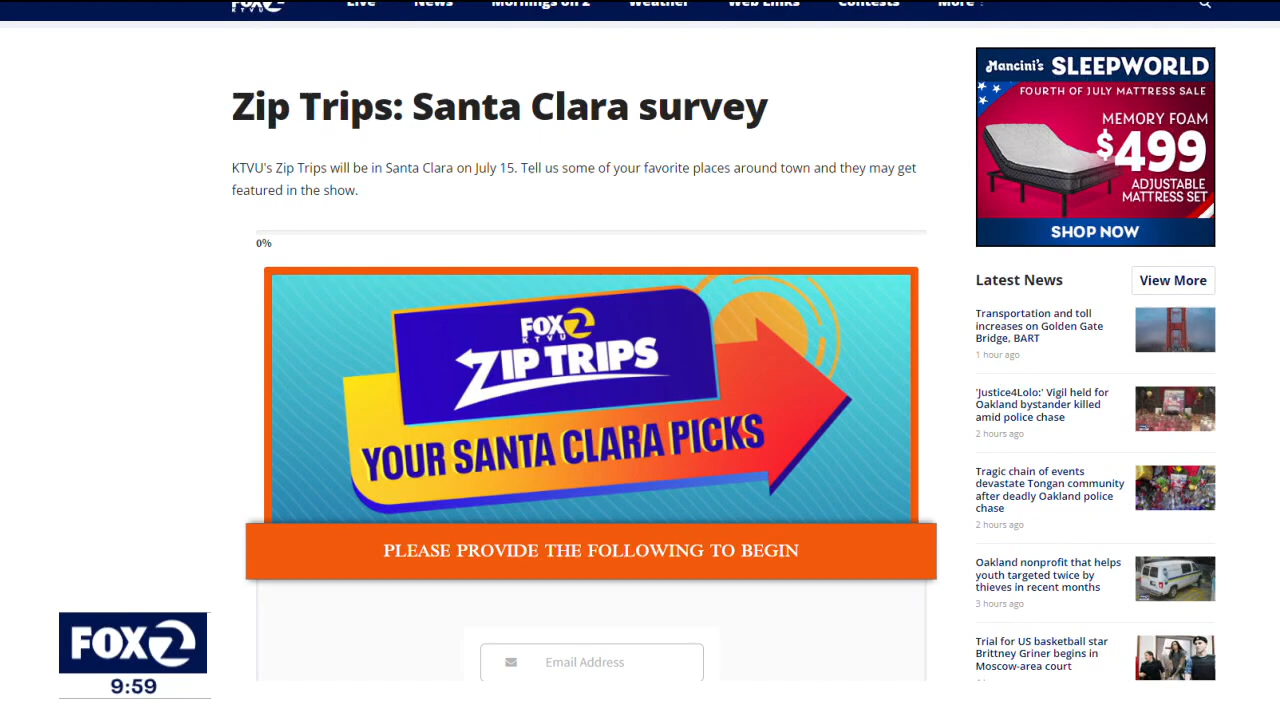 FOX 2
KTVU
Live
News
Mornings on 2
Weather
Web Links
Contests
More
Zip Trips: Santa Clara survey
KTVU's Zip Trips will be in Santa Clara on July 15. Tell us some of your favorite places around town and they may get
featured in the show.
0%
FOX 2
KTVU
ZIP TRIPS
YOUR SANTA CLARA PICKS
PLEASE PROVIDE THE FOLLOWING TO BEGIN
Email Address
Mancini's SLEEPWORLD
FOURTH OF JULY MATTRESS SALE
MEMORY FOAM
$499
ADJUSTABLE
MATTRESS SET
SHOP NOW
Latest News
View More
Transportation and toll
increases on Golden Gate
Bridge, BART
1 hour ago
'Justice4Lolo:' Vigil held for
Oakland bystander killed
amid police chase
2 hours ago
Tragic chain of events
devastate Tongan community
after deadly Oakland police
chase
2 hours ago
Oakland nonprofit that helps
youth targeted twice by
thieves in recent months
3 hours ago
Trial for US basketball star
Brittney Griner begins in
Moscow-area court
FOX 2
9:59